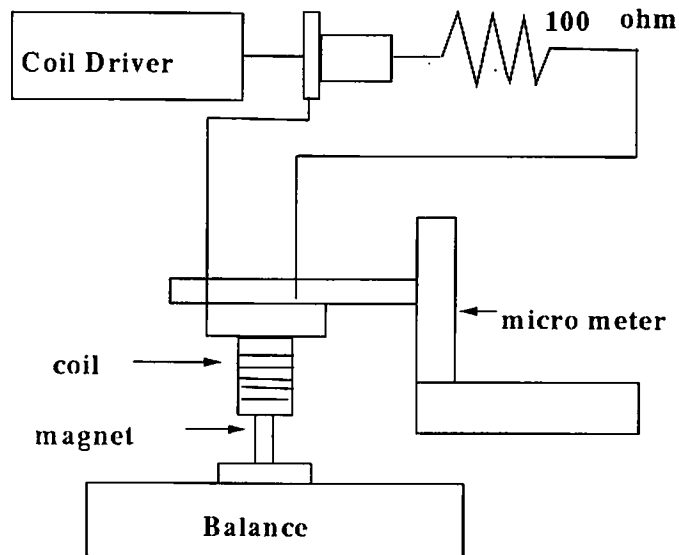 100 ohm
Coil Driver
micro meter
coil
magnet
Balance